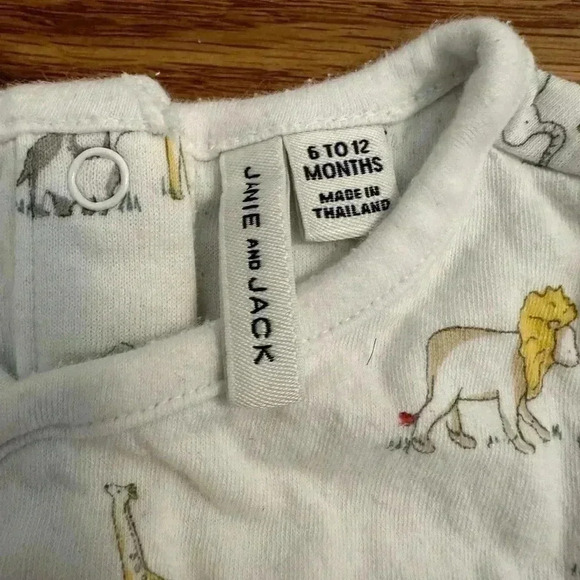 JANIE AND JACK
6 TO 12
MONTHS
MADE IN
THAILAND